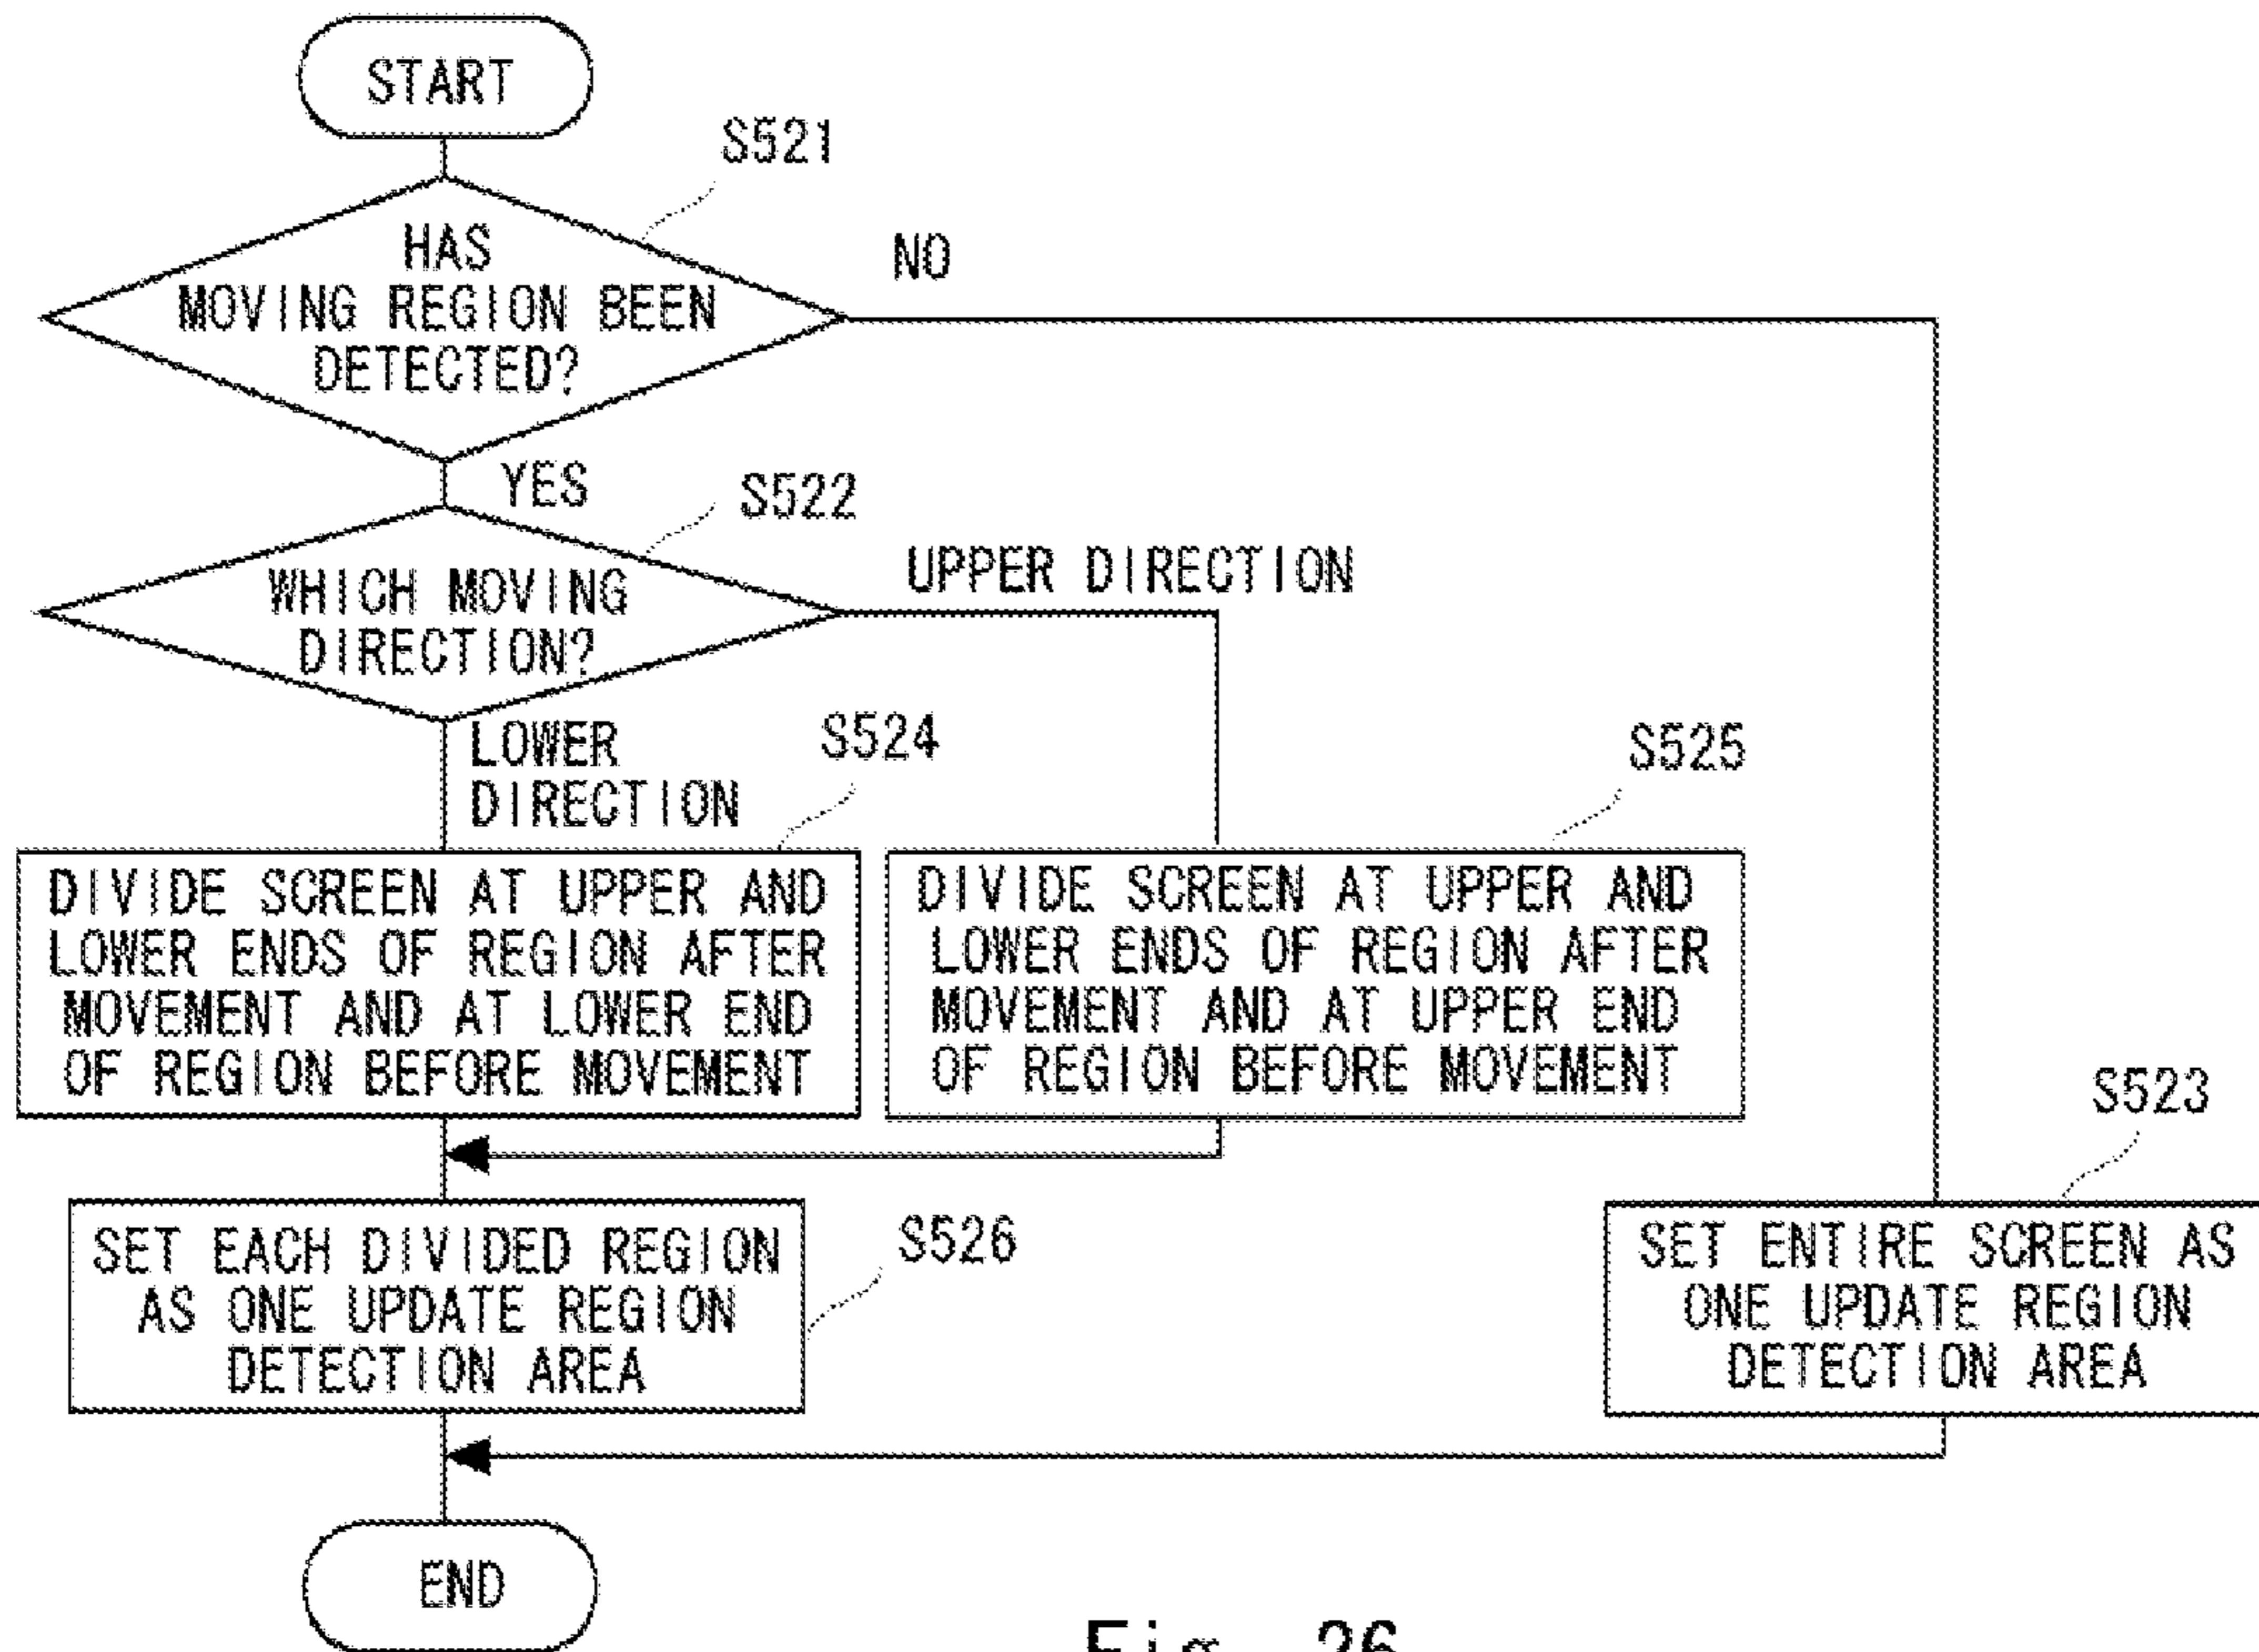 START
S521
HAS
MOVING REGION BEEN
DETECTED?
NO
YES
S522
WHICH MOVING
DIRECTION?
UPPER DIRECTION
LOWER
DIRECTION
S524
S525
DIVIDE SCREEN AT UPPER AND
LOWER ENDS OF REGION AFTER
MOVEMENT AND AT LOWER END
OF REGION BEFORE MOVEMENT
DIVIDE SCREEN AT UPPER AND
LOWER ENDS OF REGION AFTER
MOVEMENT AND AT UPPER END
OF REGION BEFORE MOVEMENT
S523
SET EACH DIVIDED REGION
AS ONE UPDATE REGION
DETECTION AREA
S526
SET ENTIRE SCREEN AS
ONE UPDATE REGION
DETECTION AREA
END
Fig. 26